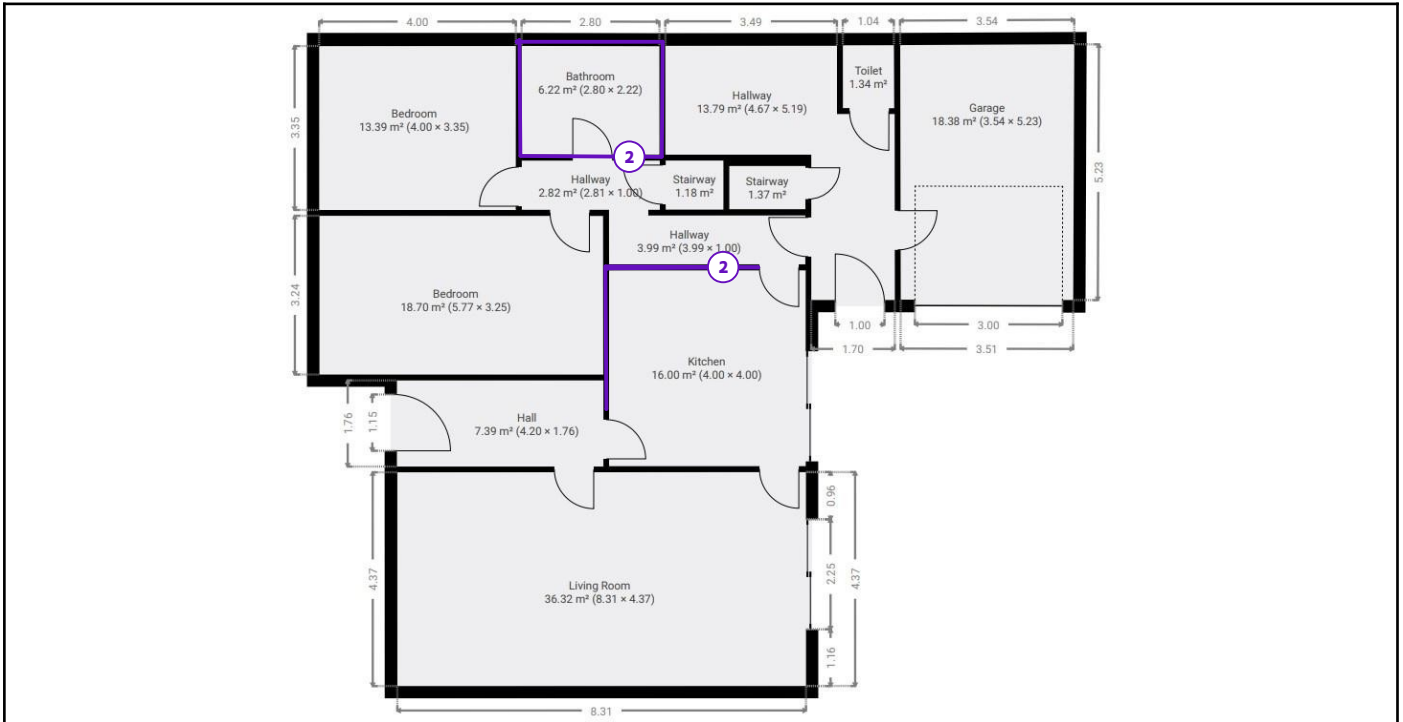 4.00
2.80
3.49
1.04
3.54
Bathroom
6.22 m² (2.80 × 2.22)
Toilet
1.34 m²
Hallway
13.79 m² (4.67 × 5.19)
Bedroom
13.39 m² (4.00 × 3.35)
Garage
18.38 m² (3.54 × 5.23)
3.35
5.23
2
Hallway
2.82 m² (2.81 × 1.00)
Stairway
1.18 m²
Stairway
1.37 m²
Hallway
3.99 m² (3.99 × 1.00)
2
3.24
Bedroom
18.70 m² (5.77 × 3.25)
1.00
3.00
1.70
3.51
Kitchen
16.00 m² (4.00 × 4.00)
1.76
1.15
Hall
7.39 m² (4.20 × 1.76)
0.96
4.37
Living Room
36.32 m² (8.31 × 4.37)
2.25
4.37
1.16
8.31